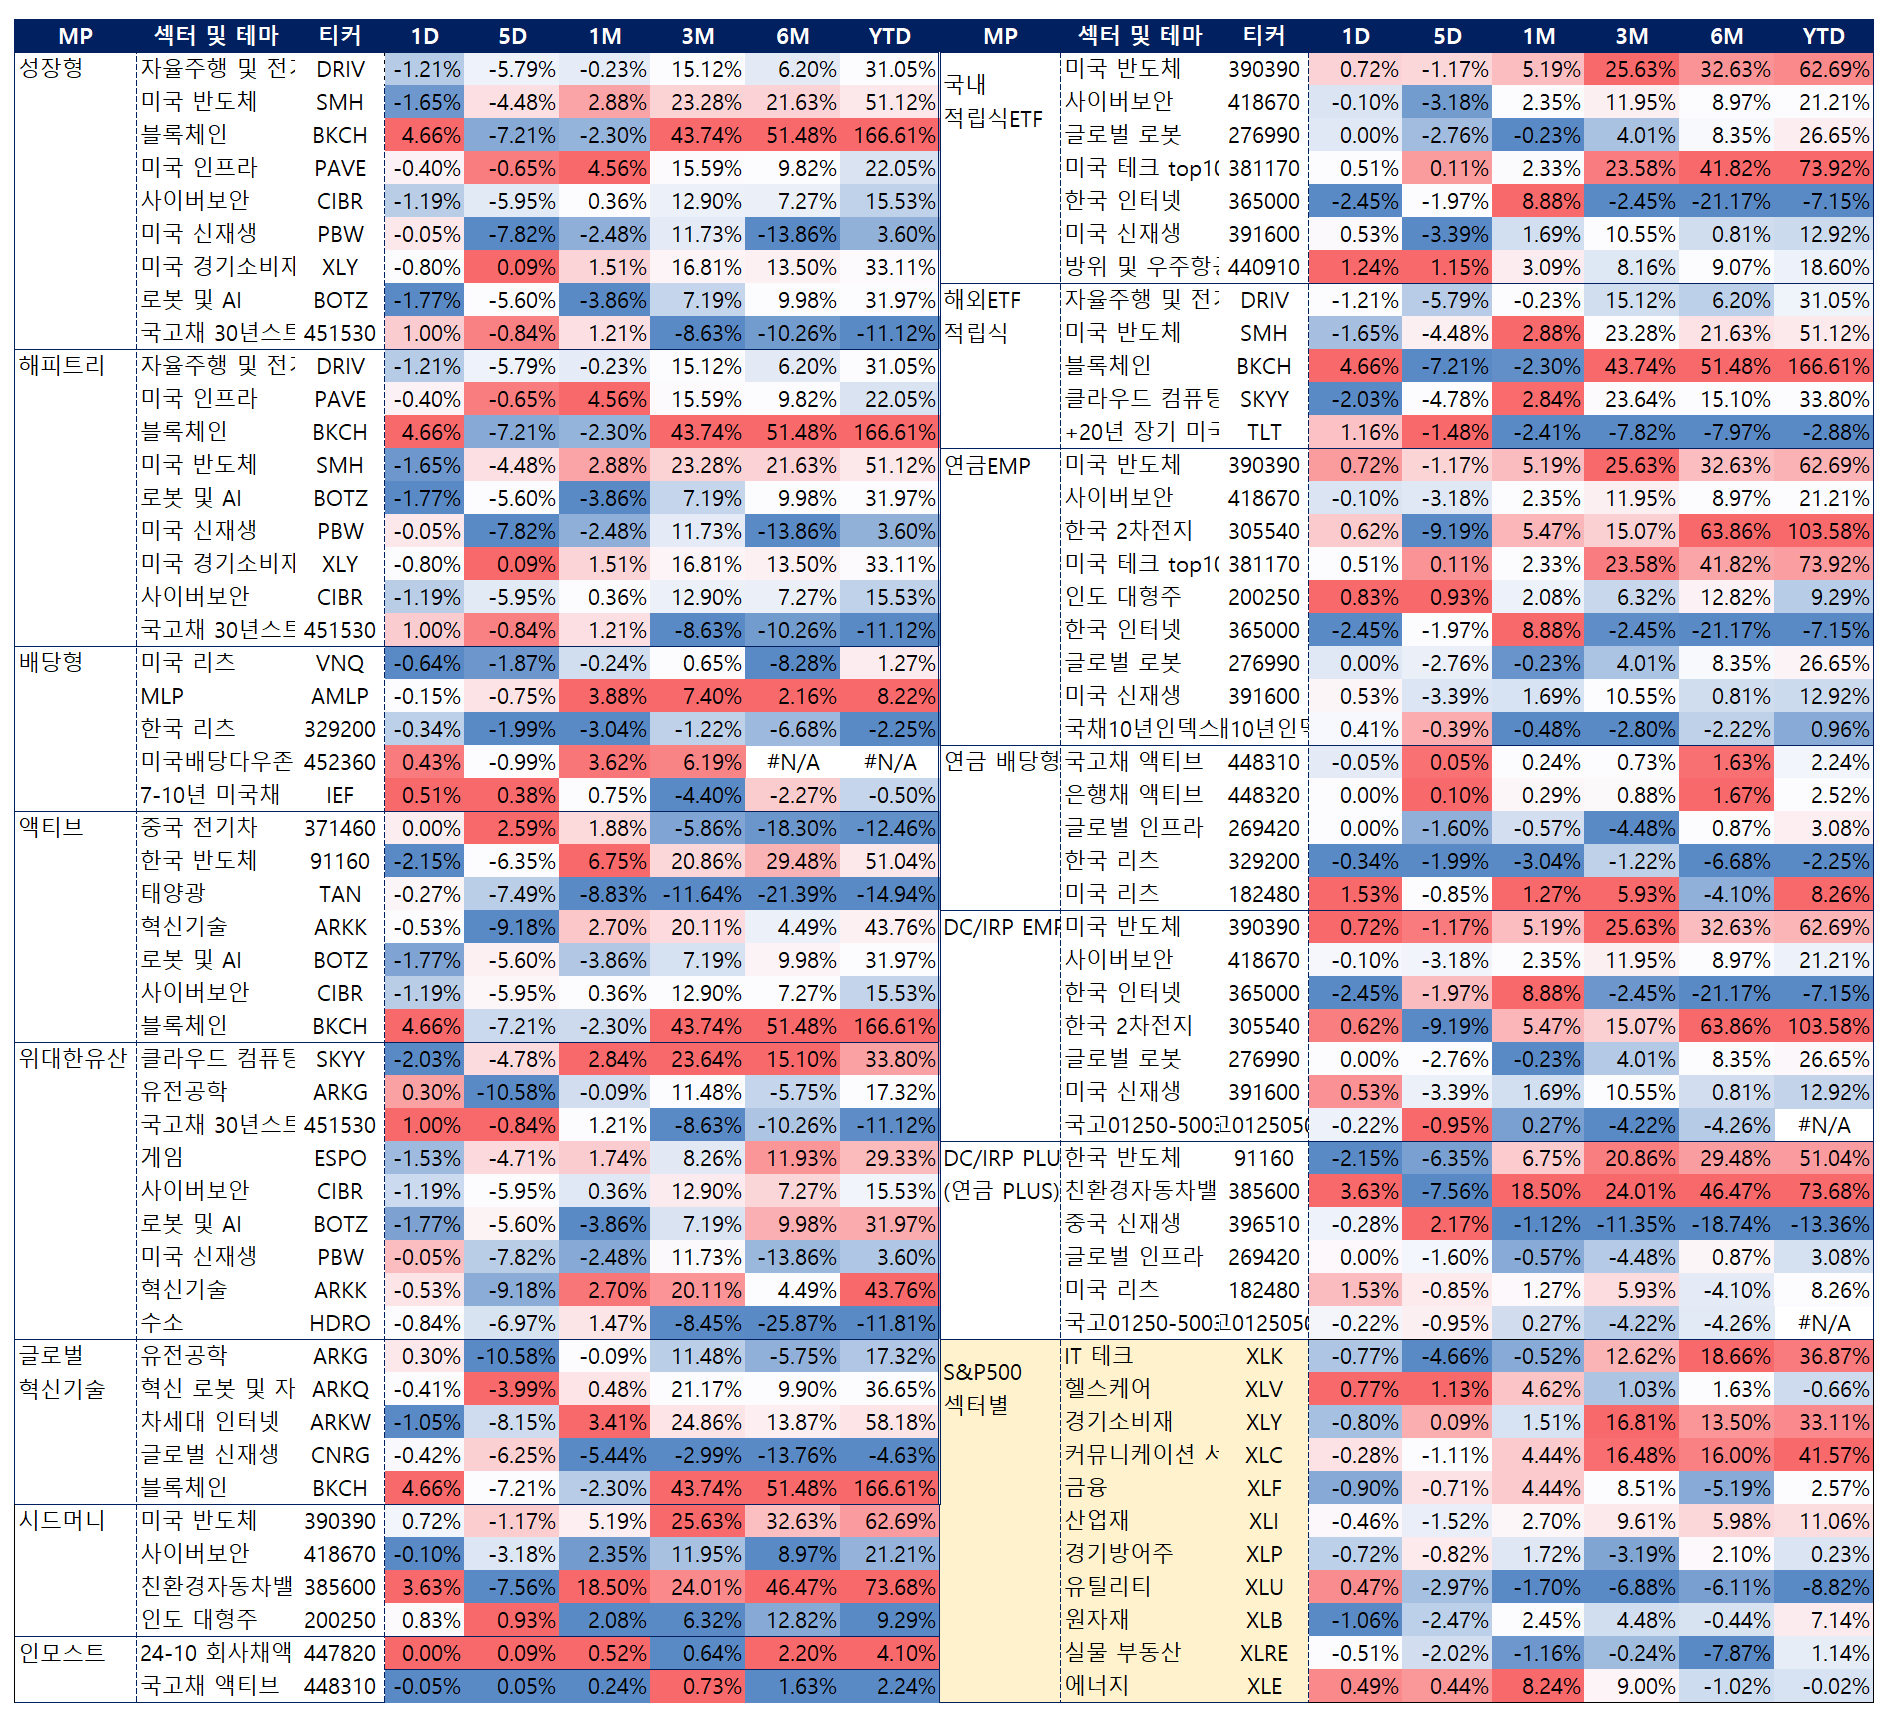 MP 섹터 및 테마 티커 1D 5D 1M 3M 6M YTD
성장형 자율주행 및 전기 DRIV -1.21% -5.79% -0.23% 15.12% 6.20% 31.05%
미국 반도체 SMH -1.65% -4.48% 2.88% 23.28% 21.63% 51.12%
블록체인 BKCH 4.66% -7.21% -2.30% 43.74% 51.48% 166.61%
미국 인프라 PAVE -0.40% -0.65% 4.56% 15.59% 9.82% 22.05%
사이버보안 CIBR -1.19% -5.95% 0.36% 12.90% 7.27% 15.53%
미국 신재생 PBW -0.05% -7.82% -2.48% 11.73% -13.86% 3.60%
미국 경기소비재 XLY -0.80% 0.09% 1.51% 16.81% 13.50% 33.11%
로봇 및 AI BOTZ -1.77% -5.60% -3.86% 7.19% 9.98% 31.97%
국고채 30년스트 451530 1.00% -0.84% 1.21% -8.63% -10.26% -11.12%
해피트리 자율주행 및 전기 DRIV -1.21% -5.79% -0.23% 15.12% 6.20% 31.05%
미국 인프라 PAVE -0.40% -0.65% 4.56% 15.59% 9.82% 22.05%
블록체인 BKCH 4.66% -7.21% -2.30% 43.74% 51.48% 166.61%
미국 반도체 SMH -1.65% -4.48% 2.88% 23.28% 21.63% 51.12%
로봇 및 AI BOTZ -1.77% -5.60% -3.86% 7.19% 9.98% 31.97%
미국 신재생 PBW -0.05% -7.82% -2.48% 11.73% -13.86% 3.60%
미국 경기소비재 XLY -0.80% 0.09% 1.51% 16.81% 13.50% 33.11%
사이버보안 CIBR -1.19% -5.95% 0.36% 12.90% 7.27% 15.53%
국고채 30년스트 451530 1.00% -0.84% 1.21% -8.63% -10.26% -11.12%
배당형 미국 리츠 VNQ -0.64% -1.87% -0.24% 0.65% -8.28% 1.27%
MLP AMLP -0.15% -0.75% 3.88% 7.40% 2.16% 8.22%
한국 리츠 329200 -0.34% -1.99% -3.04% -1.22% -6.68% -2.25%
미국배당다우존 452360 0.43% -0.99% 3.62% 6.19% #N/A #N/A
7-10년 미국채 IEF 0.51% 0.38% 0.75% -4.40% -2.27% -0.50%
액티브 중국 전기차 371460 0.00% 2.59% 1.88% -5.86% -18.30% -12.46%
한국 반도체 91160 -2.15% -6.35% 6.75% 20.86% 29.48% 51.04%
태양광 TAN -0.27% -7.49% -8.83% -11.64% -21.39% -14.94%
혁신기술 ARKK -0.53% -9.18% 2.70% 20.11% 4.49% 43.76%
로봇 및 AI BOTZ -1.77% -5.60% -3.86% 7.19% 9.98% 31.97%
사이버보안 CIBR -1.19% -5.95% 0.36% 12.90% 7.27% 15.53%
블록체인 BKCH 4.66% -7.21% -2.30% 43.74% 51.48% 166.61%
위대한유산 클라우드 컴퓨팅 SKYY -2.03% -4.78% 2.84% 23.64% 15.10% 33.80%
유전공학 ARKG 0.30% -10.58% -0.09% 11.48% -5.75% 17.32%
국고채 30년스트 451530 1.00% -0.84% 1.21% -8.63% -10.26% -11.12%
게임 ESPO -1.53% -4.71% 1.74% 8.26% 11.93% 29.33%
사이버보안 CIBR -1.19% -5.95% 0.36% 12.90% 7.27% 15.53%
로봇 및 AI BOTZ -1.77% -5.60% -3.86% 7.19% 9.98% 31.97%
미국 신재생 PBW -0.05% -7.82% -2.48% 11.73% -13.86% 3.60%
혁신기술 ARKK -0.53% -9.18% 2.70% 20.11% 4.49% 43.76%
수소 HDRO -0.84% -6.97% 1.47% -8.45% -25.87% -11.81%
글로벌 유전공학 ARKG 0.30% -10.58% -0.09% 11.48% -5.75% 17.32%
혁신기술 혁신 로봇 및 자 ARKQ -0.41% -3.99% 0.48% 21.17% 9.90% 36.65%
차세대 인터넷 ARKW -1.05% -8.15% 3.41% 24.86% 13.87% 58.18%
글로벌 신재생 CNRG -0.42% -6.25% -5.44% -2.99% -13.76% -4.63%
블록체인 BKCH 4.66% -7.21% -2.30% 43.74% 51.48% 166.61%
시드머니 미국 반도체 390390 0.72% -1.17% 5.19% 25.63% 32.63% 62.69%
사이버보안 418670 -0.10% -3.18% 2.35% 11.95% 8.97% 21.21%
친환경자동차밸 385600 3.63% -7.56% 18.50% 24.01% 46.47% 73.68%
인도 대형주 200250 0.83% 0.93% 2.08% 6.32% 12.82% 9.29%
인모스트 24-10 회사채액 447820 0.00% 0.09% 0.52% 0.64% 2.20% 4.10%
국고채 액티브 448310 -0.05% 0.05% 0.24% 0.73% 1.63% 2.24%
MP 섹터 및 테마 티커 1D 5D 1M 3M 6M YTD
국내
적립식ETF
미국 반도체 390390 0.72% -1.17% 5.19% 25.63% 32.63% 62.69%
사이버보안 418670 -0.10% -3.18% 2.35% 11.95% 8.97% 21.21%
글로벌 로봇 276990 0.00% -2.76% -0.23% 4.01% 8.35% 26.65%
미국 테크 top10 381170 0.51% 0.11% 2.33% 23.58% 41.82% 73.92%
한국 인터넷 365000 -2.45% -1.97% 8.88% -2.45% -21.17% -7.15%
미국 신재생 391600 0.53% -3.39% 1.69% 10.55% 0.81% 12.92%
방위 및 우주항공 440910 1.24% 1.15% 3.09% 8.16% 9.07% 18.60%
해외ETF 자율주행 및 전기 DRIV -1.21% -5.79% -0.23% 15.12% 6.20% 31.05%
적립식 미국 반도체 SMH -1.65% -4.48% 2.88% 23.28% 21.63% 51.12%
블록체인 BKCH 4.66% -7.21% -2.30% 43.74% 51.48% 166.61%
클라우드 컴퓨팅 SKYY -2.03% -4.78% 2.84% 23.64% 15.10% 33.80%
+20년 장기 미국 TLT 1.16% -1.48% -2.41% -7.82% -7.97% -2.88%
연금EMP 미국 반도체 390390 0.72% -1.17% 5.19% 25.63% 32.63% 62.69%
사이버보안 418670 -0.10% -3.18% 2.35% 11.95% 8.97% 21.21%
한국 2차전지 305540 0.62% -9.19% 5.47% 15.07% 63.86% 103.58%
미국 테크 top10 381170 0.51% 0.11% 2.33% 23.58% 41.82% 73.92%
인도 대형주 200250 0.83% 0.93% 2.08% 6.32% 12.82% 9.29%
한국 인터넷 365000 -2.45% -1.97% 8.88% -2.45% -21.17% -7.15%
글로벌 로봇 276990 0.00% -2.76% -0.23% 4.01% 8.35% 26.65%
미국 신재생 391600 0.53% -3.39% 1.69% 10.55% 0.81% 12.92%
국채10년인덱스 10년인덱 0.41% -0.39% -0.48% -2.80% -2.22% 0.96%
연금 배당형 국고채 액티브 448310 -0.05% 0.05% 0.24% 0.73% 1.63% 2.24%
은행채 액티브 448320 0.00% 0.10% 0.29% 0.88% 1.67% 2.52%
글로벌 인프라 269420 0.00% -1.60% -0.57% -4.48% 0.87% 3.08%
한국 리츠 329200 -0.34% -1.99% -3.04% -1.22% -6.68% -2.25%
미국 리츠 182480 1.53% -0.85% 1.27% 5.93% -4.10% 8.26%
DC/IRP EMP 미국 반도체 390390 0.72% -1.17% 5.19% 25.63% 32.63% 62.69%
사이버보안 418670 -0.10% -3.18% 2.35% 11.95% 8.97% 21.21%
한국 인터넷 365000 -2.45% -1.97% 8.88% -2.45% -21.17% -7.15%
한국 2차전지 305540 0.62% -9.19% 5.47% 15.07% 63.86% 103.58%
글로벌 로봇 276990 0.00% -2.76% -0.23% 4.01% 8.35% 26.65%
미국 신재생 391600 0.53% -3.39% 1.69% 10.55% 0.81% 12.92%
국고01250-5003 0125050 -0.22% -0.95% 0.27% -4.22% -4.26% #N/A
DC/IRP PLU 한국 반도체 91160 -2.15% -6.35% 6.75% 20.86% 29.48% 51.04%
(연금 PLUS) 친환경자동차밸 385600 3.63% -7.56% 18.50% 24.01% 46.47% 73.68%
중국 신재생 396510 -0.28% 2.17% -1.12% -11.35% -18.74% -13.36%
글로벌 인프라 269420 0.00% -1.60% -0.57% -4.48% 0.87% 3.08%
미국 리츠 182480 1.53% -0.85% 1.27% 5.93% -4.10% 8.26%
국고01250-5003 0125050 -0.22% -0.95% 0.27% -4.22% -4.26% #N/A
S&P500
섹터별
IT 테크 XLK -0.77% -4.66% -0.52% 12.62% 18.66% 36.87%
헬스케어 XLV 0.77% 1.13% 4.62% 1.03% 1.63% -0.66%
경기소비재 XLY -0.80% 0.09% 1.51% 16.81% 13.50% 33.11%
커뮤니케이션 서 XLC -0.28% -1.11% 4.44% 16.48% 16.00% 41.57%
금융 XLF -0.90% -0.71% 4.44% 8.51% -5.19% 2.57%
산업재 XLI -0.46% -1.52% 2.70% 9.61% 5.98% 11.06%
경기방어주 XLP -0.72% -0.82% 1.72% -3.19% 2.10% 0.23%
유틸리티 XLU 0.47% -2.97% -1.70% -6.88% -6.11% -8.82%
원자재 XLB -1.06% -2.47% 2.45% 4.48% -0.44% 7.14%
실물 부동산 XLRE -0.51% -2.02% -1.16% -0.24% -7.87% 1.14%
에너지 XLE 0.49% 0.44% 8.24% 9.00% -1.02% -0.02%